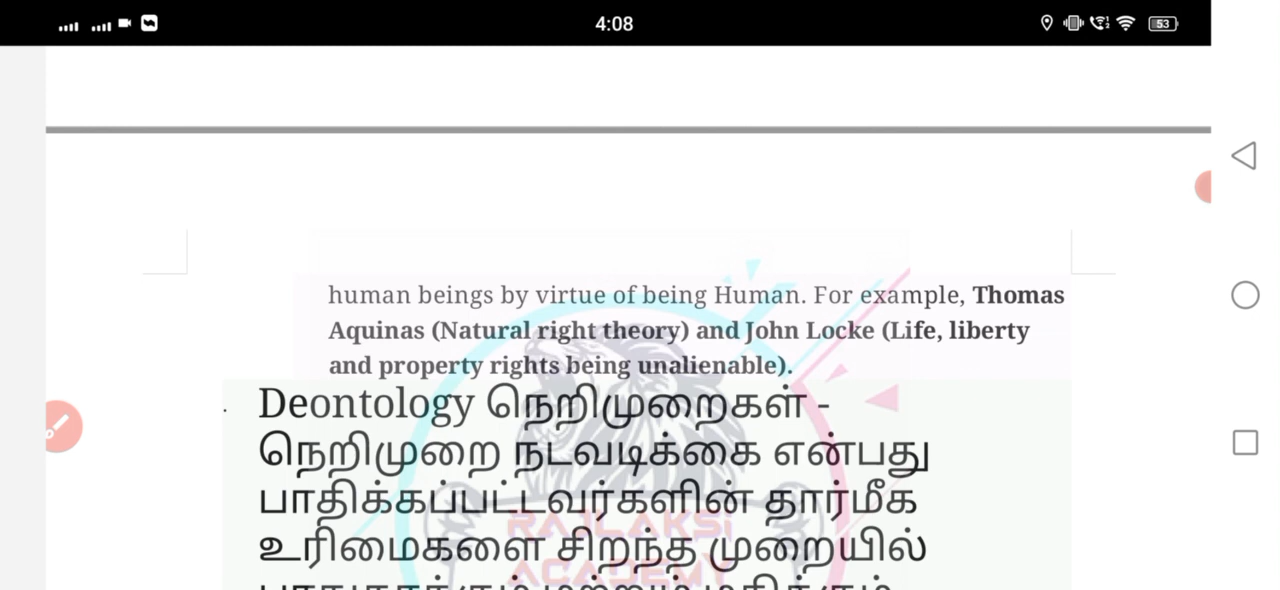 4:08
53
human beings by virtue of being Human. For example, Thomas
Aquinas (Natural right theory) and John Locke (Life, liberty
and property rights being unalienable).
. Deontology நெறிமுறைகள் -
நெறிமுறை நடவடிக்கை என்பது
பாதிக்கப்பட்டவர்களின் தார்மீக
உரிமைகளை சிறந்த முறையில்
RAJLAKSI
ACADEMY